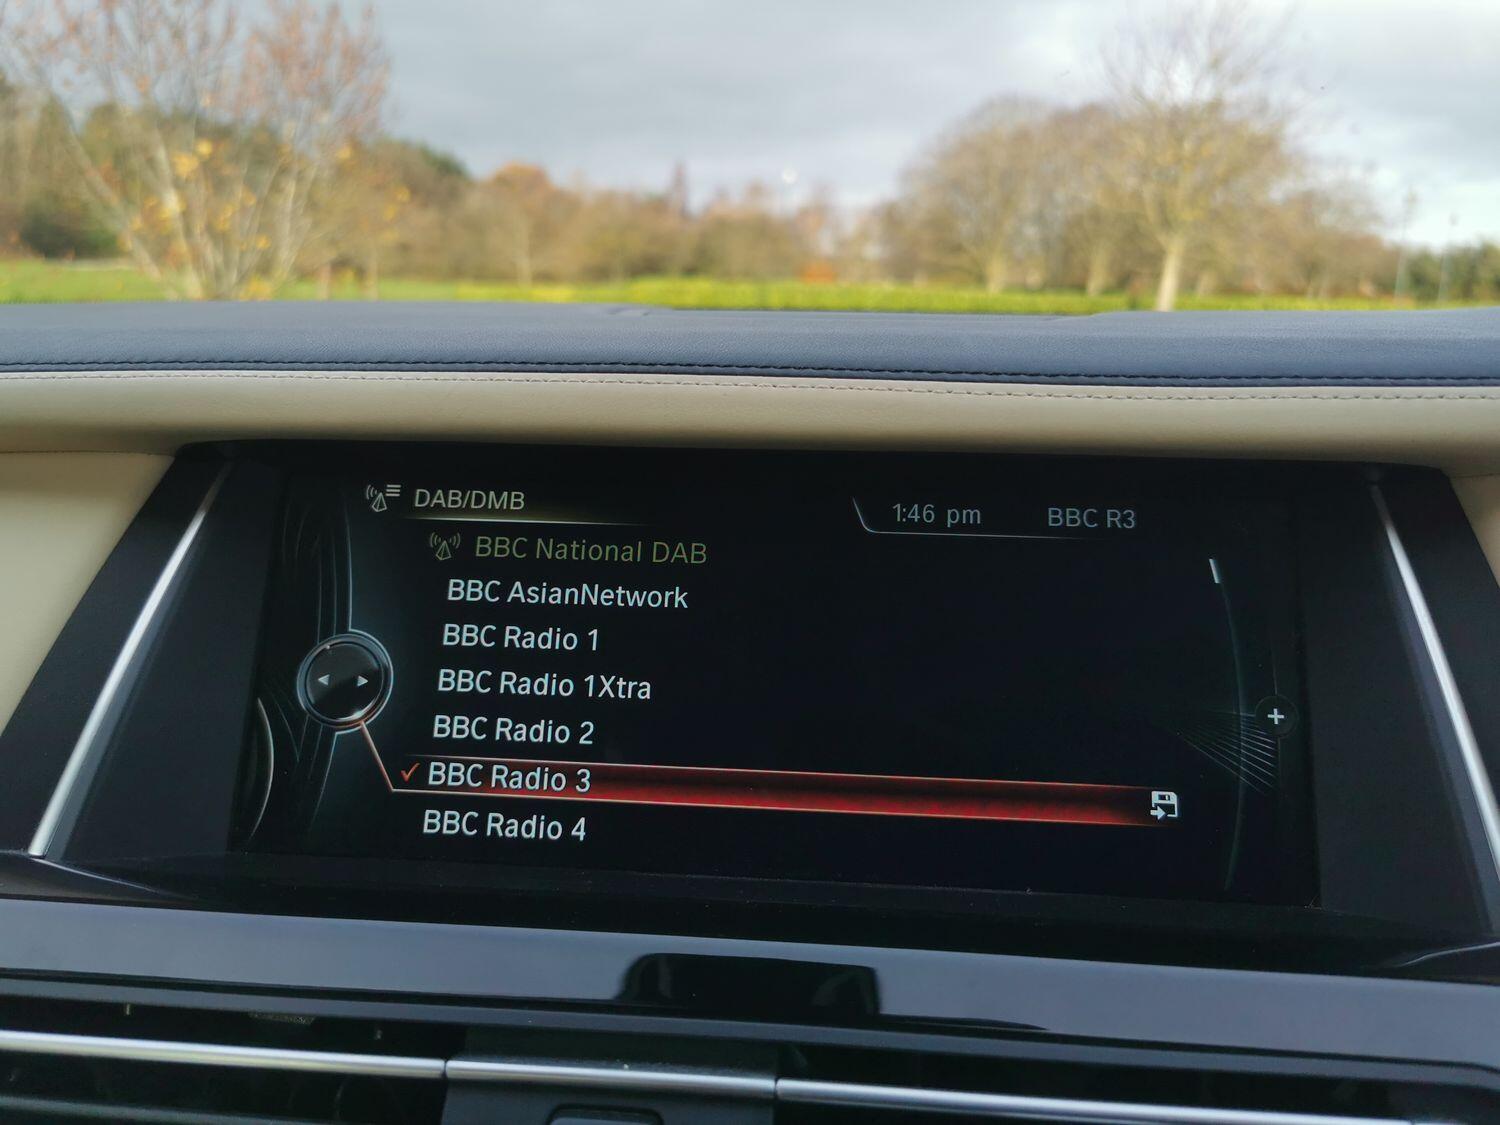 DAB/DMB
1:46 pm
BBC R3
BBC National DAB
BBC AsianNetwork
BBC Radio 1
BBC Radio 1Xtra
BBC Radio 2
BBC Radio 3
BBC Radio 4